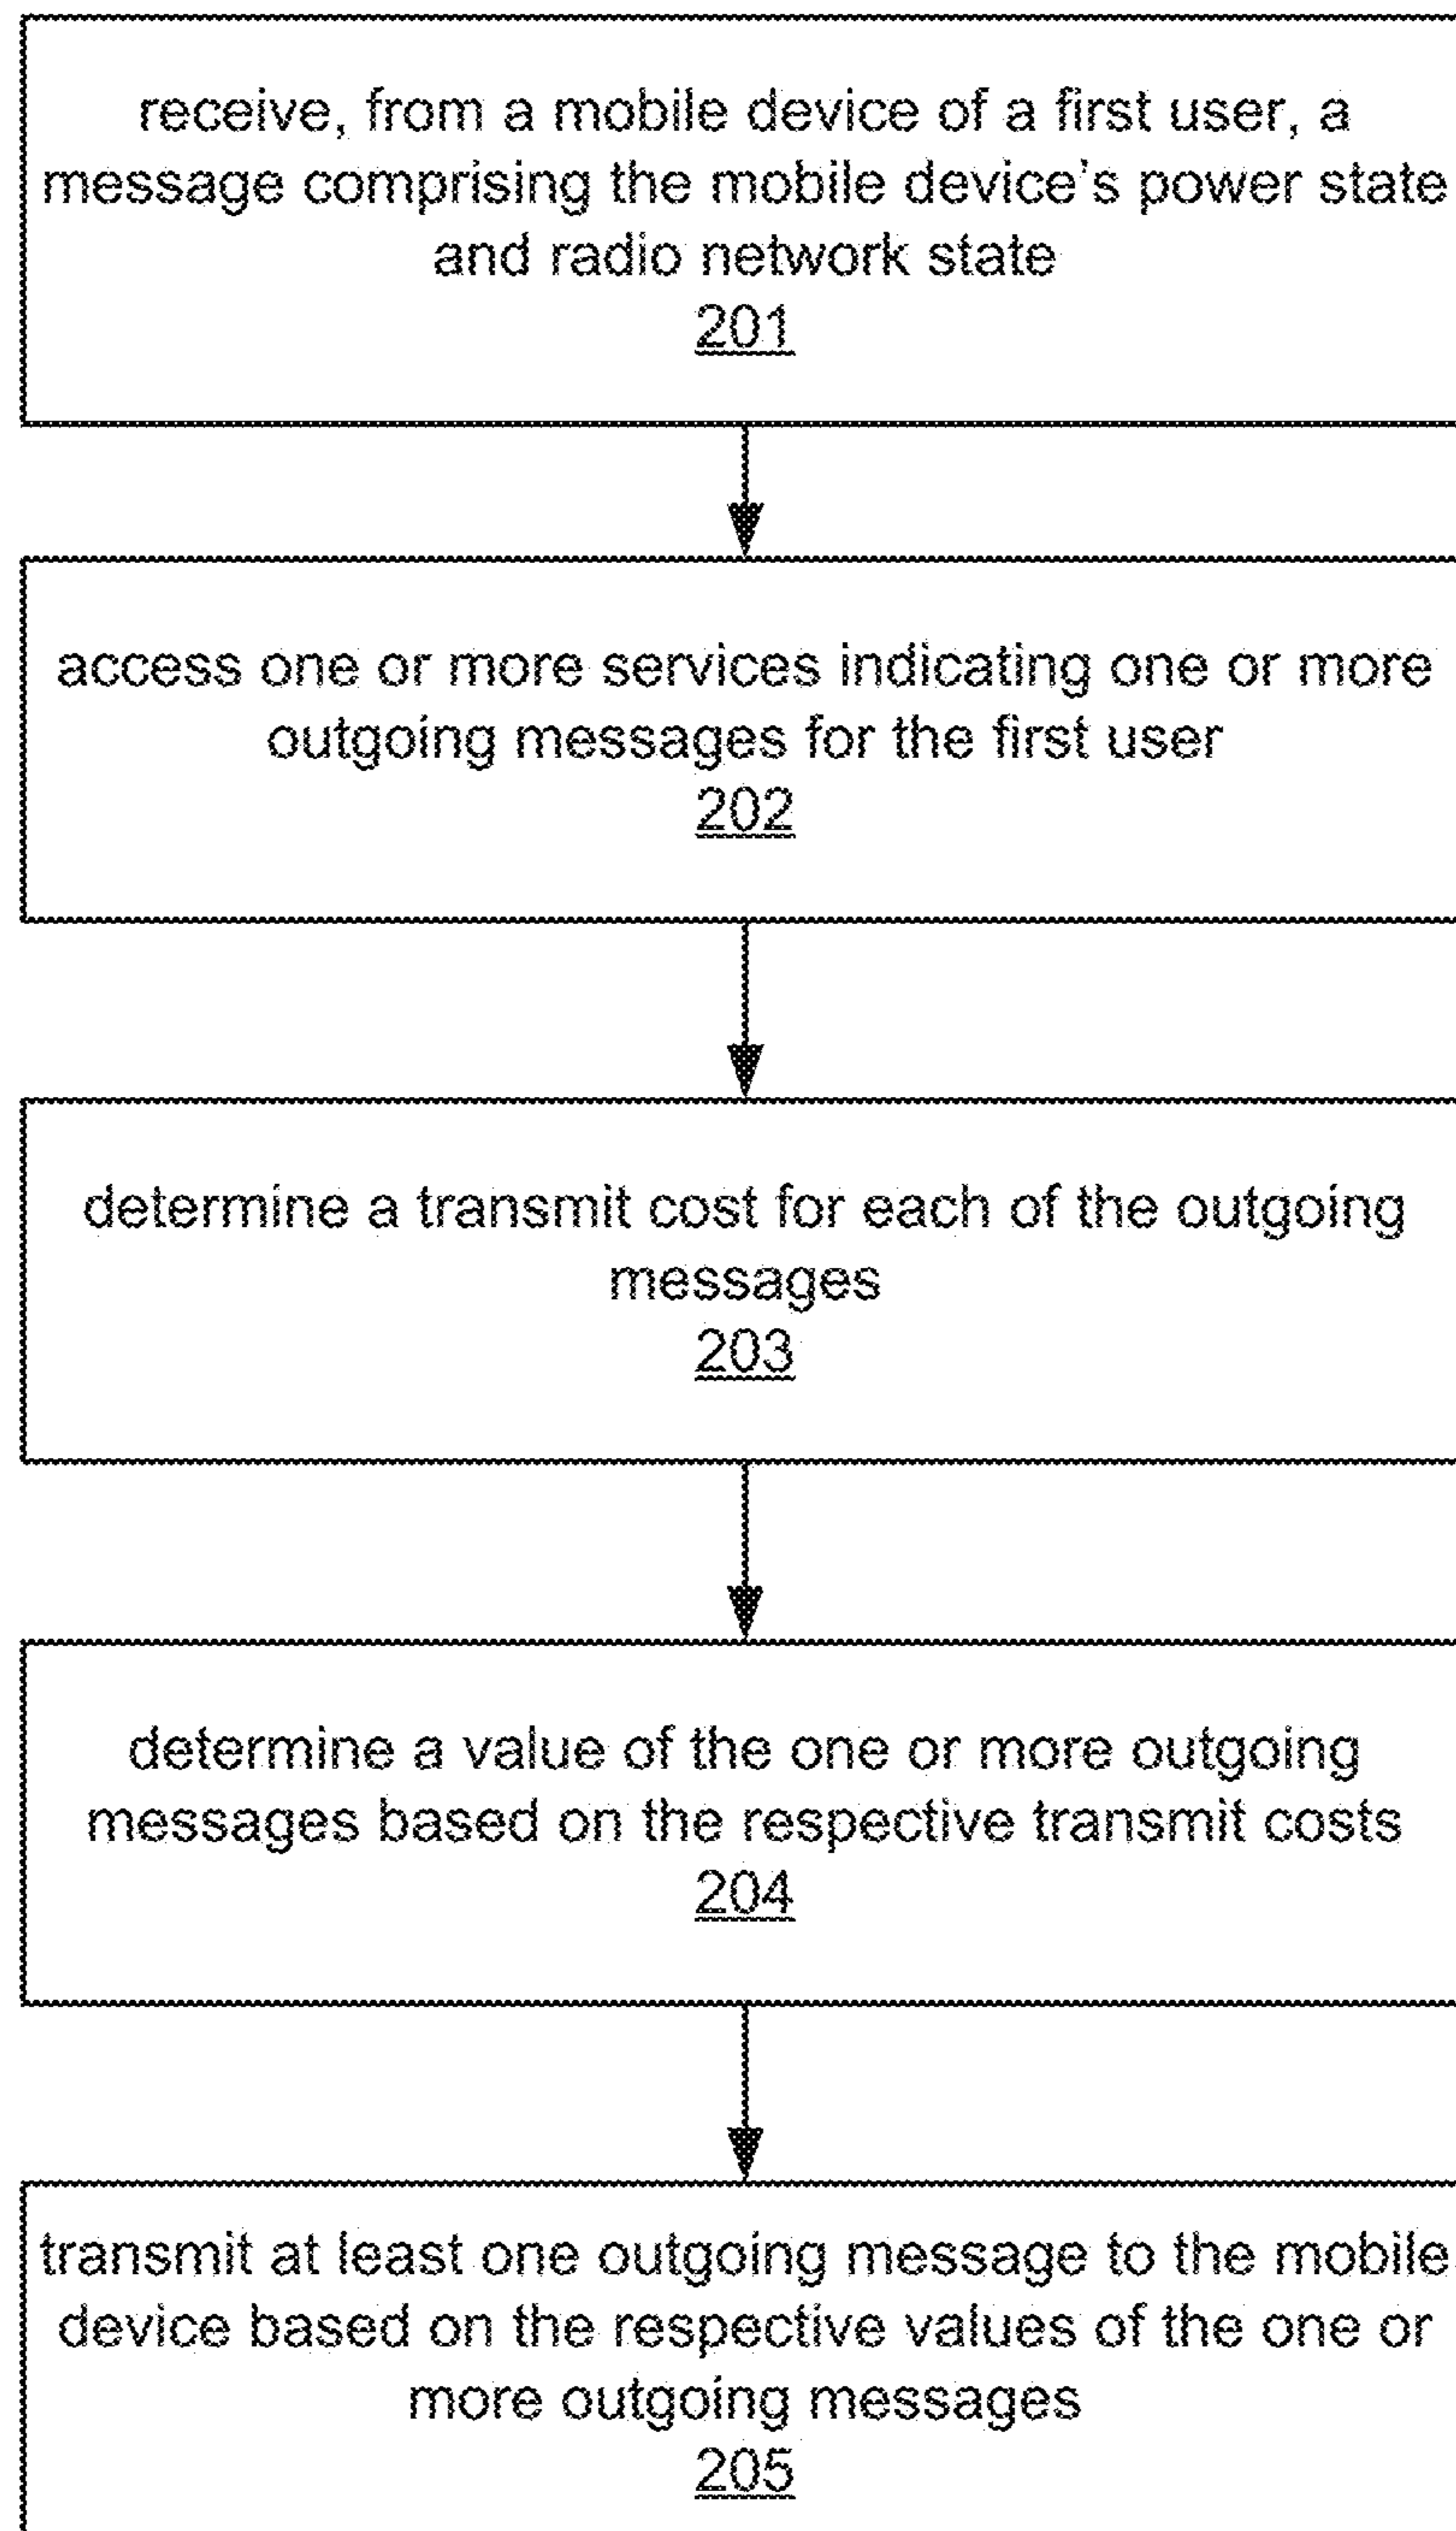 receive, from a mobile device of a first user, a
message comprising the mobile device's power state
and radio network state
201
access one or more services indicating one or more
outgoing messages for the first user
202
determine a transmit cost for each of the outgoing
messages
203
determine a value of the one or more outgoing
messages based on the respective transmit costs
204
transmit at least one outgoing message to the mobile
device based on the respective values of the one or
more outgoing messages
205